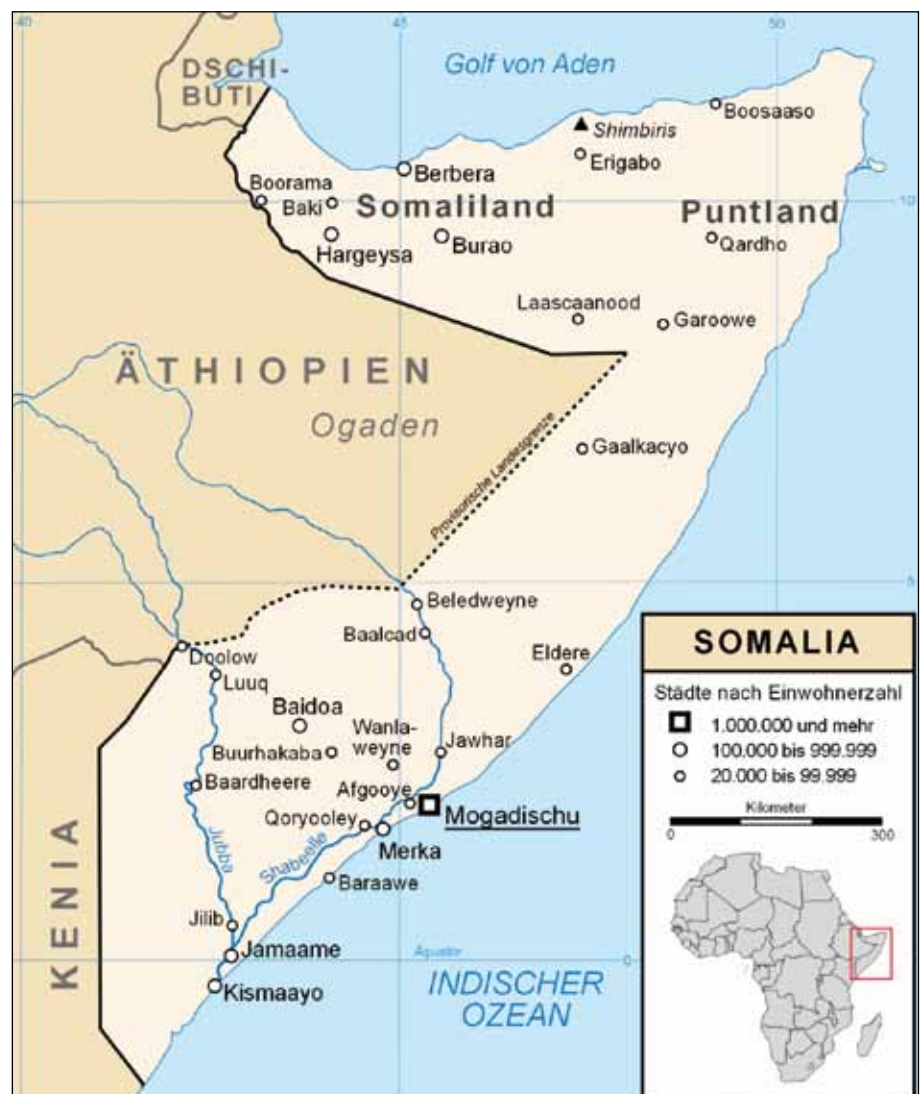 40
45
50
DSCHI-
BUTI
Golf von Aden
Boosaaso
Shimbiris
Erigabo
Berbera
Boorama
Baki
10
Somaliland
Puntland
Hargeysa
Burao
Qardho
Laascaanood
Garoowe
ÄTHIOPIEN
Ogaden
Provisorische Landesgrenze
Gaalkacyo
5
Beledweyne
Baalcad
Eldere
Doolow
Luuq
Baidoa
Wanla-
weyne
Jawhar
Buurhakaba
Baardheere
Afgooye
Mogadischu
Qoryooley
Merka
Jubba
Shabeelle
Baraawe
KENIA
Jilib
Jamaame
Äquator
0
Kismaayo
INDISCHER
OZEAN
SOMALIA
Städte nach Einwohnerzahl
1.000.000 und mehr
100.000 bis 999.999
20.000 bis 99.999
Kilometer
0 300